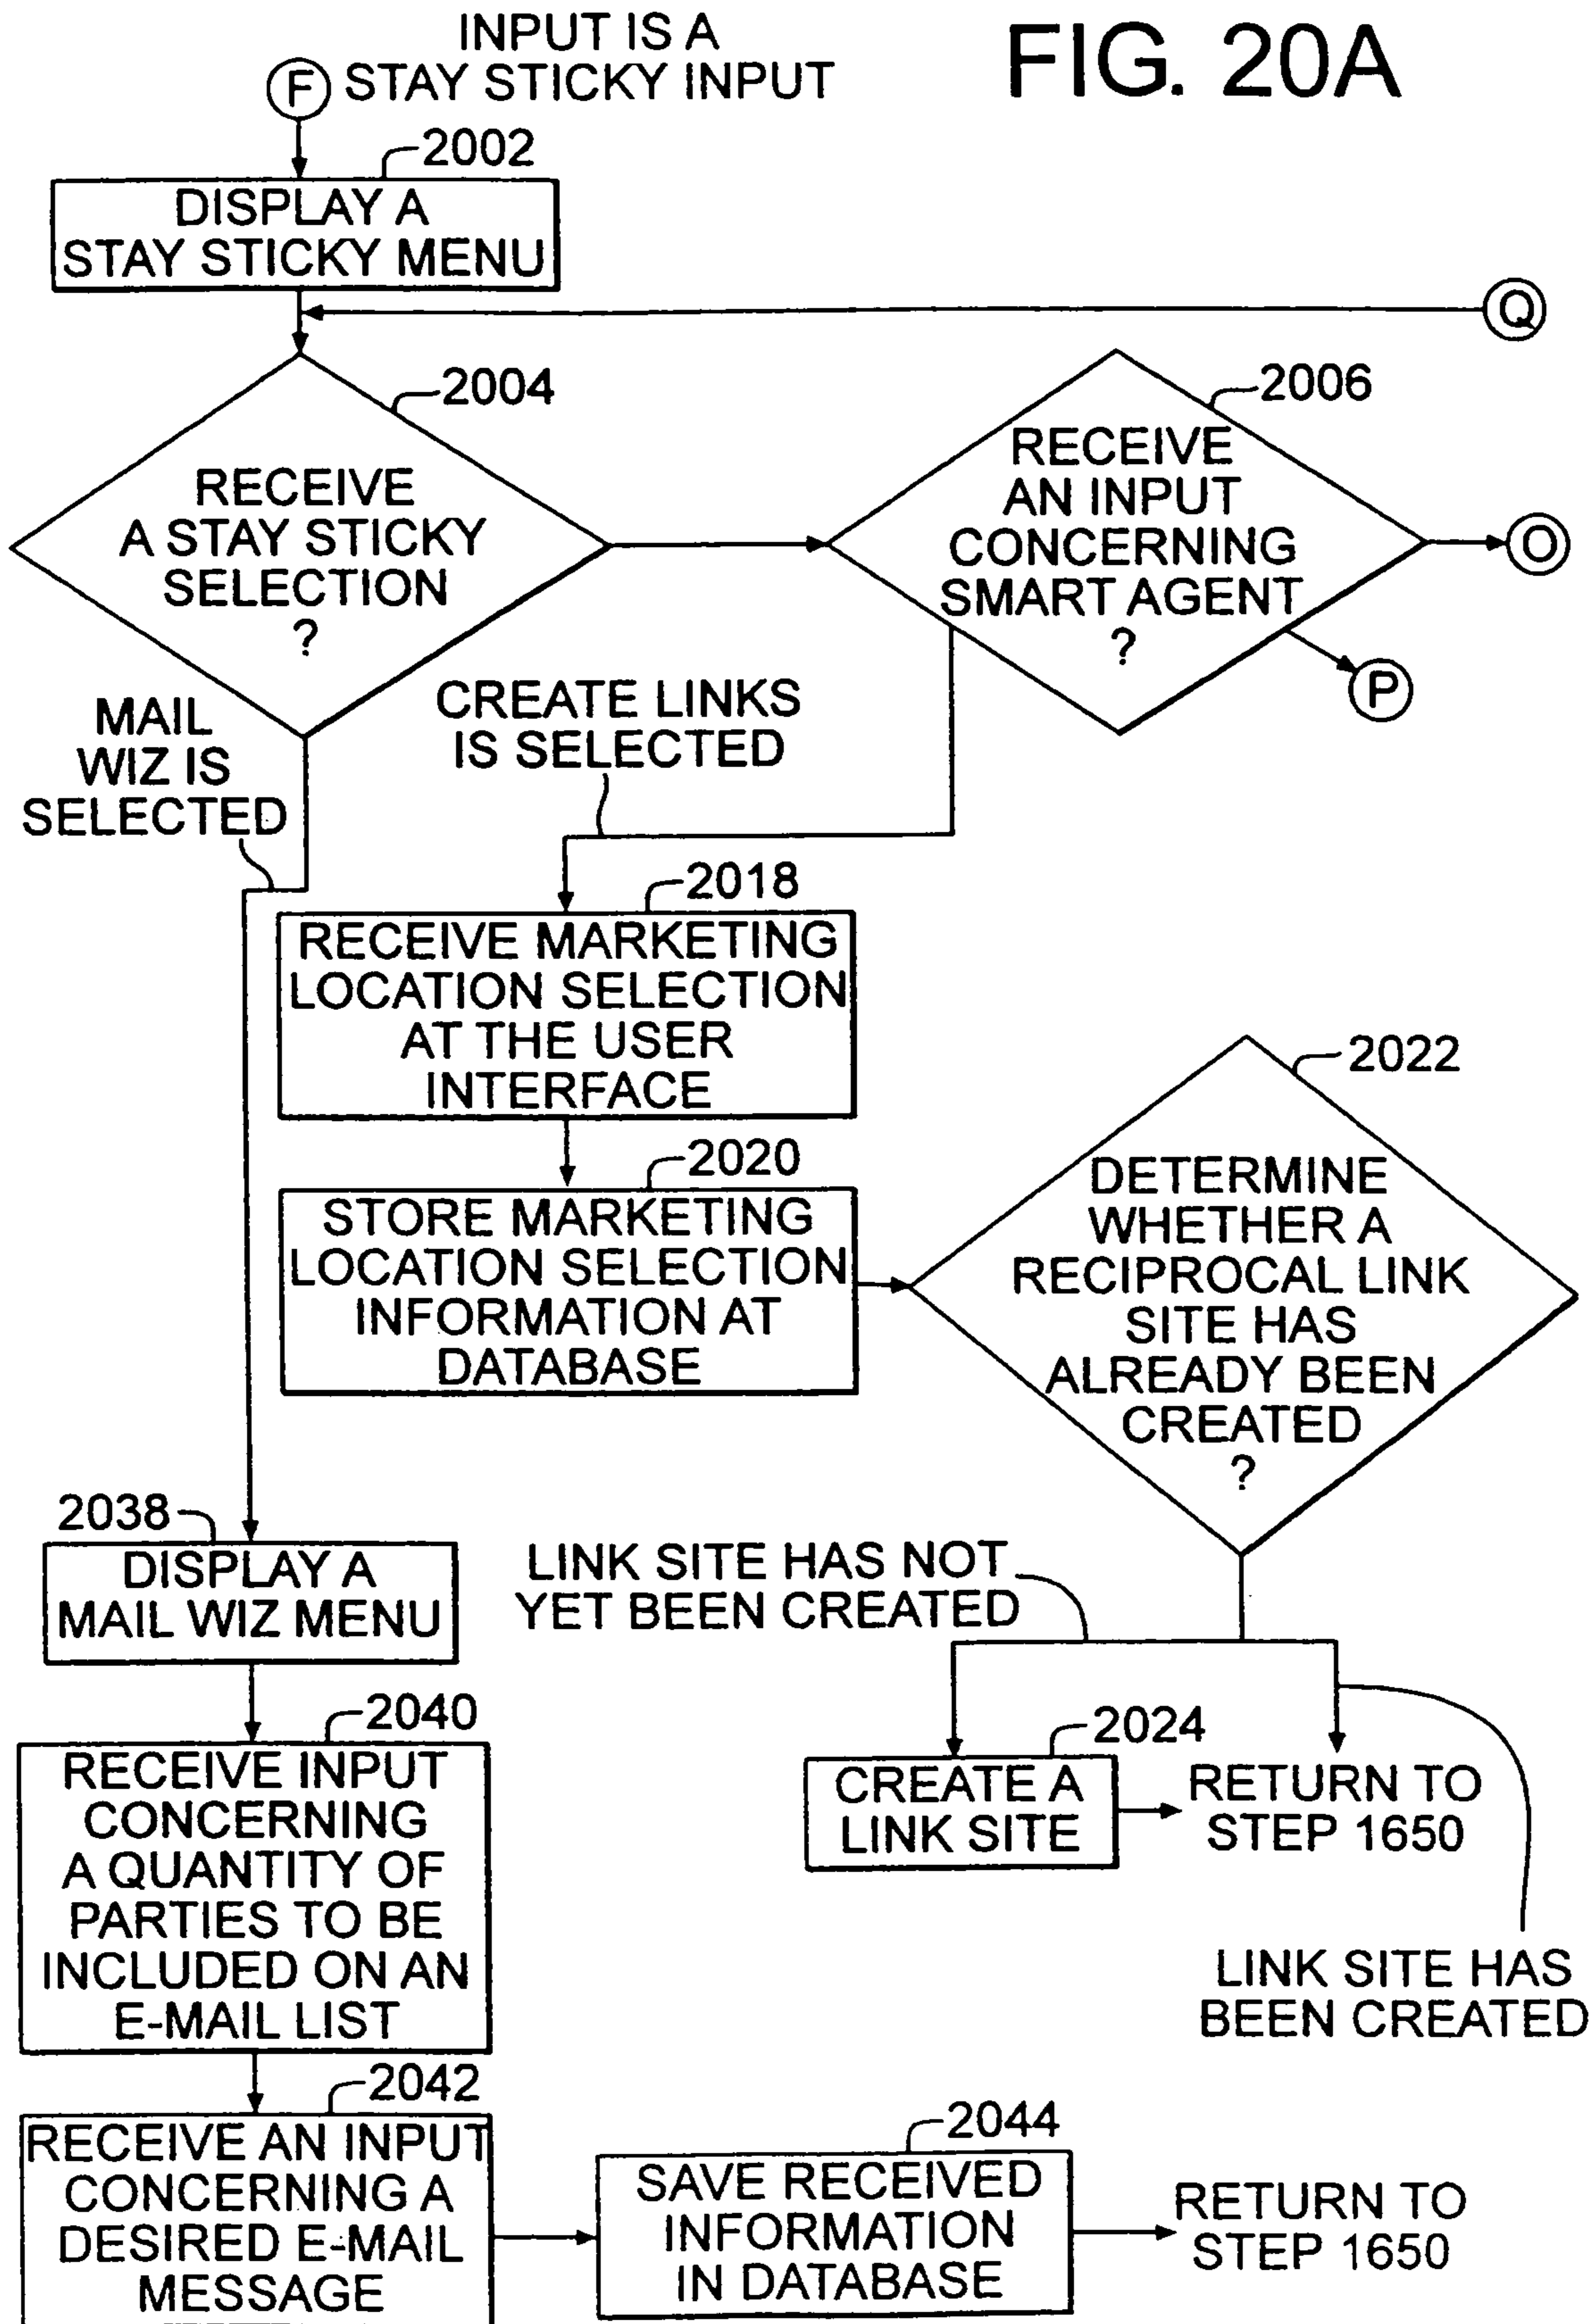 FIG. 20A
INPUT IS A
STAY STICKY INPUT
F
2002
DISPLAY A
STAY STICKY MENU
Q
2004
RECEIVE
A STAY STICKY
SELECTION
?
2006
RECEIVE
AN INPUT
CONCERNING
SMART AGENT
?
O
P
MAIL
WIZ IS
SELECTED
CREATE LINKS
IS SELECTED
2018
RECEIVE MARKETING
LOCATION SELECTION
AT THE USER
INTERFACE
2020
STORE MARKETING
LOCATION SELECTION
INFORMATION AT
DATABASE
2022
DETERMINE
WHETHER A
RECIPROCAL LINK
SITE HAS
ALREADY BEEN
CREATED
?
2038
DISPLAY A
MAIL WIZ MENU
LINK SITE HAS NOT
YET BEEN CREATED
2024
CREATE A
LINK SITE
RETURN TO
STEP 1650
LINK SITE HAS
BEEN CREATED
2040
RECEIVE INPUT
CONCERNING
A QUANTITY OF
PARTIES TO BE
INCLUDED ON AN
E-MAIL LIST
2042
RECEIVE AN INPUT
CONCERNING A
DESIRED E-MAIL
MESSAGE
2044
SAVE RECEIVED
INFORMATION
IN DATABASE
RETURN TO
STEP 1650